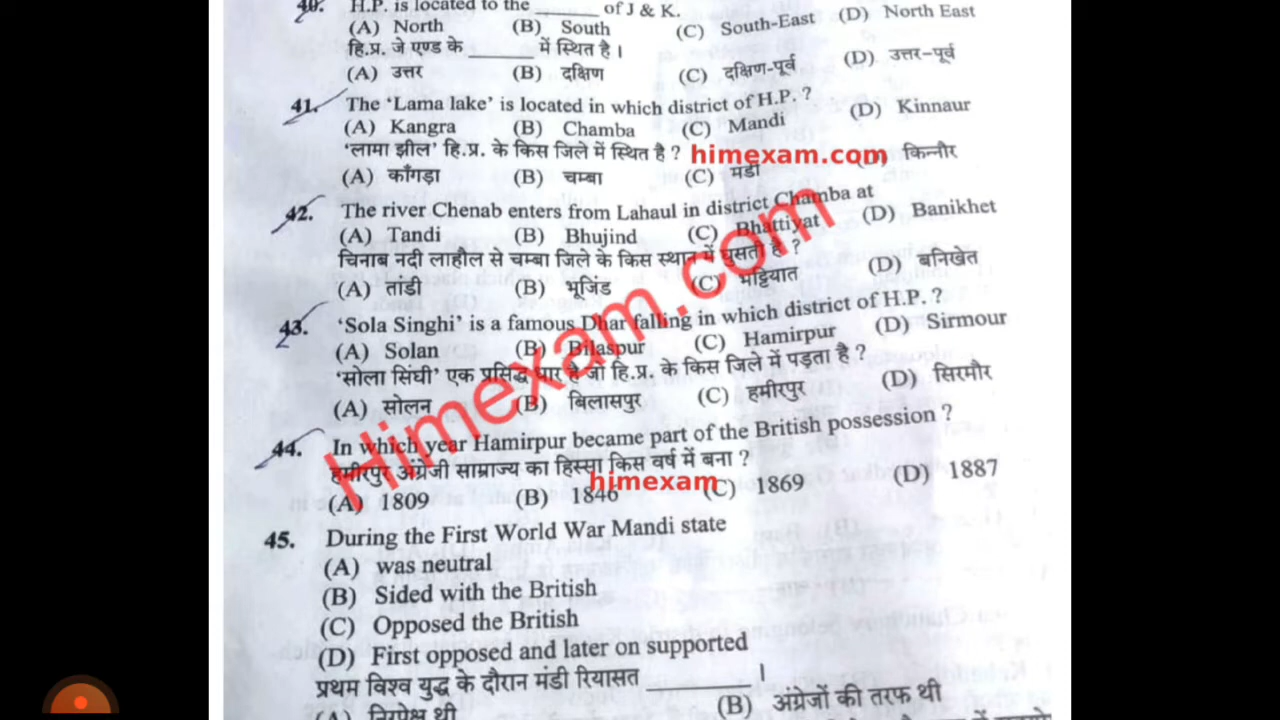 40. H.P. is located to the ______ of J & K.
(A) North (B) South (C) South-East (D) North East
हि.प्र. जे एण्ड के ______ में स्थित है।
(A) उत्तर (B) दक्षिण (C) दक्षिण-पूर्व (D) उत्तर-पूर्व
41. The 'Lama lake' is located in which district of H.P. ?
(A) Kangra (B) Chamba (C) Mandi (D) Kinnaur
'लामा झील' हि.प्र. के किस जिले में स्थित है ? himexam.com
(A) काँगड़ा (B) चम्बा (C) मंडी (D) किन्नौर
42. The river Chenab enters from Lahaul in district Chamba at
(A) Tandi (B) Bhujind (C) Bhattiyat (D) Banikhet
चिनाब नदी लाहौल से चम्बा जिले के किस स्थान में घुसती है ?
(A) तांडी (B) भूजिंड (C) भट्टियात (D) बनिखेत
43. 'Sola Singhi' is a famous Dhar falling in which district of H.P. ?
(A) Solan (B) Bilaspur (C) Hamirpur (D) Sirmour
'सोला सिंघी' एक प्रसिद्ध धार है जो हि.प्र. के किस जिले में पड़ता है ?
(A) सोलन (B) बिलासपुर (C) हमीरपुर (D) सिरमौर
Himexam.com
44. In which year Hamirpur became part of the British possession ?
हमीरपुर अंग्रेजी साम्राज्य का हिस्सा किस वर्ष में बना ?
himexam
(A) 1809 (B) 1846 (C) 1869 (D) 1887
45. During the First World War Mandi state
(A) was neutral
(B) Sided with the British
(C) Opposed the British
(D) First opposed and later on supported
प्रथम विश्व युद्ध के दौरान मंडी रियासत ______ ।
(A) निरपेक्ष थी (B) अंग्रेजों की तरफ थी